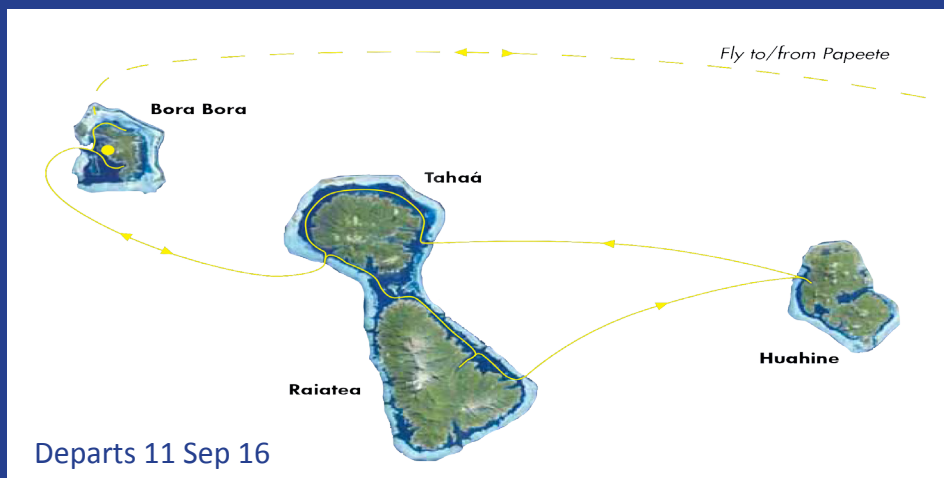 Fly to/from Papeete
Bora Bora
Tahaá
Huahine
Raiatea
Departs 11 Sep 16